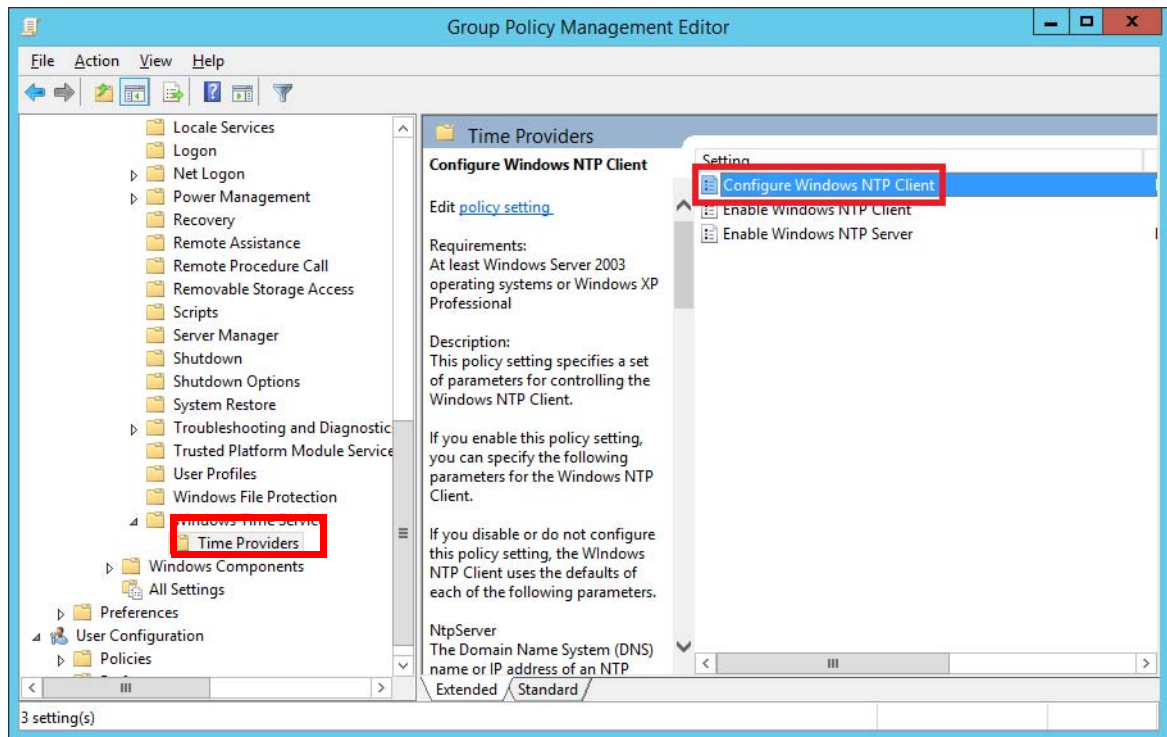 Group Policy Management Editor
File Action View Help
Locale Services
Logon
Net Logon
Power Management
Recovery
Remote Assistance
Remote Procedure Call
Removable Storage Access
Scripts
Server Manager
Shutdown
Shutdown Options
System Restore
Troubleshooting and Diagnostic
Trusted Platform Module Service
User Profiles
Windows File Protection
Windows Time Servic
Time Providers
Windows Components
All Settings
Preferences
User Configuration
Policies
Time Providers
Configure Windows NTP Client
Edit policy setting
Requirements:
At least Windows Server 2003
operating systems or Windows XP
Professional
Description:
This policy setting specifies a set
of parameters for controlling the
Windows NTP Client.
If you enable this policy setting,
you can specify the following
parameters for the Windows NTP
Client.
If you disable or do not configure
this policy setting, the WIndows
NTP Client uses the defaults of
each of the following parameters.
NtpServer
The Domain Name System (DNS)
name or IP address of an NTP
Setting
Configure Windows NTP Client
Enable Windows NTP Client
Enable Windows NTP Server
Extended Standard
3 setting(s)